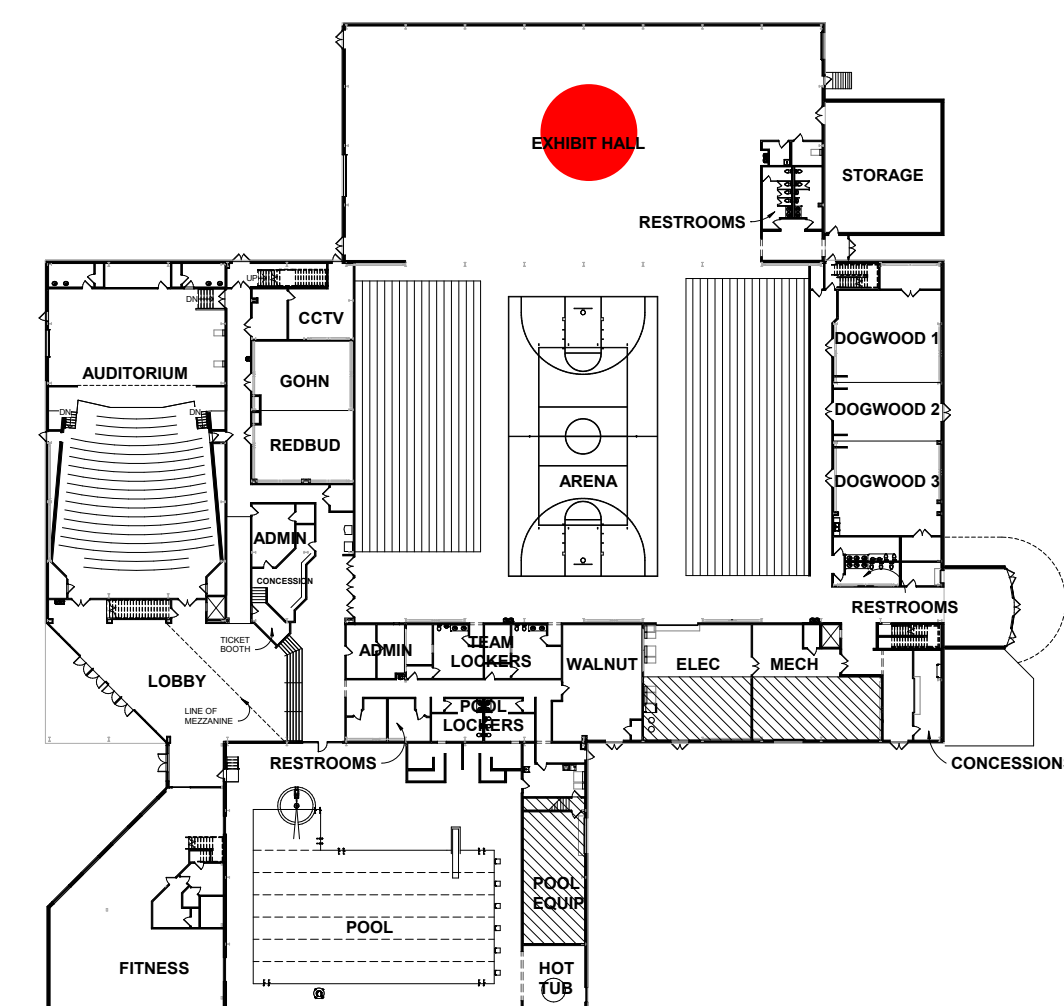 EXHIBIT HALL
STORAGE
RESTROOMS
UP
DN
CCTV
DOGWOOD 1
AUDITORIUM
GOHN
DN
DN
DOGWOOD 2
REDBUD
ARENA
DOGWOOD 3
ADMIN
CONCESSION
RESTROOMS
TICKET
BOOTH
ADMIN
TEAM
LOCKERS
WALNUT
ELEC
MECH
LOBBY
LINE OF
MEZZANINE
POOL
LOCKERS
RESTROOMS
CONCESSION
POOL
EQUIP
POOL
FITNESS
HOT
TUB